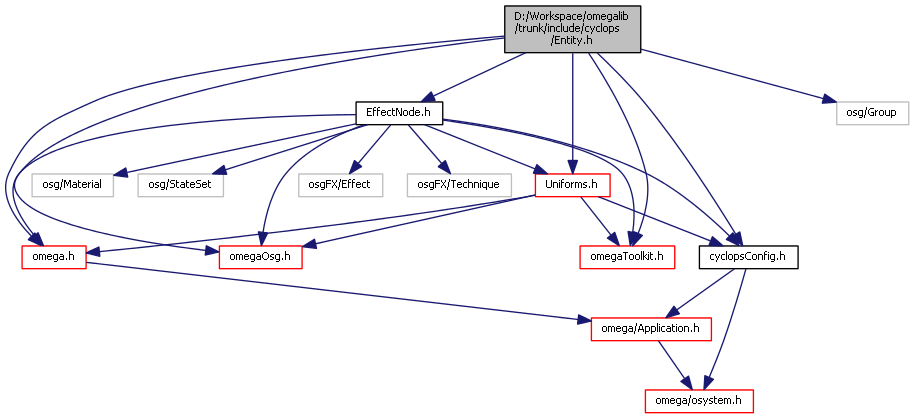 D:/Workspace/omegalib
/trunk/include/cyclops
/Entity.h
EffectNode.h
osg/Group
osg/Material
osg/StateSet
osgFX/Effect
osgFX/Technique
Uniforms.h
omega.h
omegaOsg.h
omegaToolkit.h
cyclopsConfig.h
omega/Application.h
omega/osystem.h